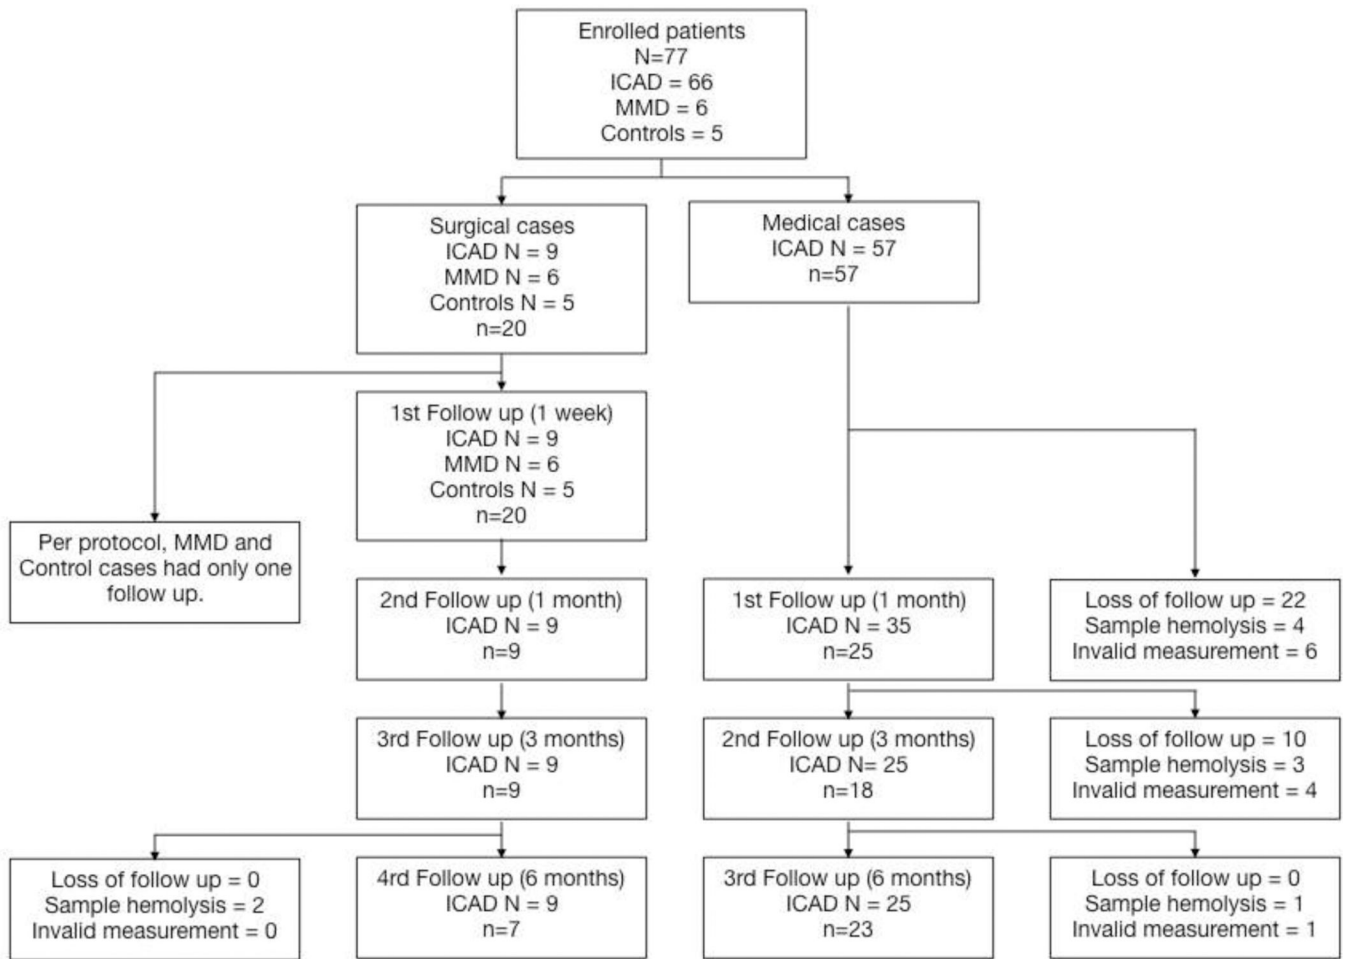 Enrolled patients
N=77
ICAD = 66
MMD = 6
Controls = 5
Surgical cases
ICAD N = 9
MMD N = 6
Controls N = 5
n=20
Medical cases
ICAD N = 57
n=57
1st Follow up (1 week)
ICAD N = 9
MMD N = 6
Controls N = 5
n=20
Per protocol, MMD and
Control cases had only one
follow up.
2nd Follow up (1 month)
ICAD N = 9
n=9
1st Follow up (1 month)
ICAD N = 35
n=25
Loss of follow up = 22
Sample hemolysis = 4
Invalid measurement = 6
3rd Follow up (3 months)
ICAD N = 9
n=9
2nd Follow up (3 months)
ICAD N= 25
n=18
Loss of follow up = 10
Sample hemolysis = 3
Invalid measurement = 4
Loss of follow up = 0
Sample hemolysis = 2
Invalid measurement = 0
4rd Follow up (6 months)
ICAD N = 9
n=7
3rd Follow up (6 months)
ICAD N = 25
n=23
Loss of follow up = 0
Sample hemolysis = 1
Invalid measurement = 1